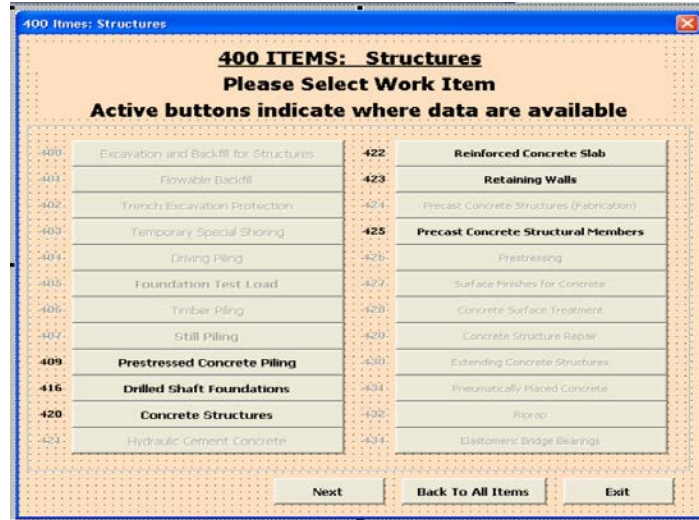 400 Itmes: Structures
400 ITEMS: Structures
Please Select Work Item
Active buttons indicate where data are available
400 Excavation and Backfill for Structures
401 Flowable Backfill
402 Trench Excavation Protection
403 Temporary Special Shoring
404 Driving Piling
405 Foundation Test Load
406 Timber Piling
407 Still Piling
409 Prestressed Concrete Piling
416 Drilled Shaft Foundations
420 Concrete Structures
421 Hydraulic Cement Concrete
422 Reinforced Concrete Slab
423 Retaining Walls
424 Precast Concrete Structures (Fabrication)
425 Precast Concrete Structural Members
426 Prestressing
427 Surface Finishes for Concrete
428 Concrete Surface Treatment
429 Concrete Structure Repair
430 Extending Concrete Structures
431 Pneumatically Placed Concrete
432 Riprap
434 Elastomeric Bridge Bearings
Next Back To All Items Exit